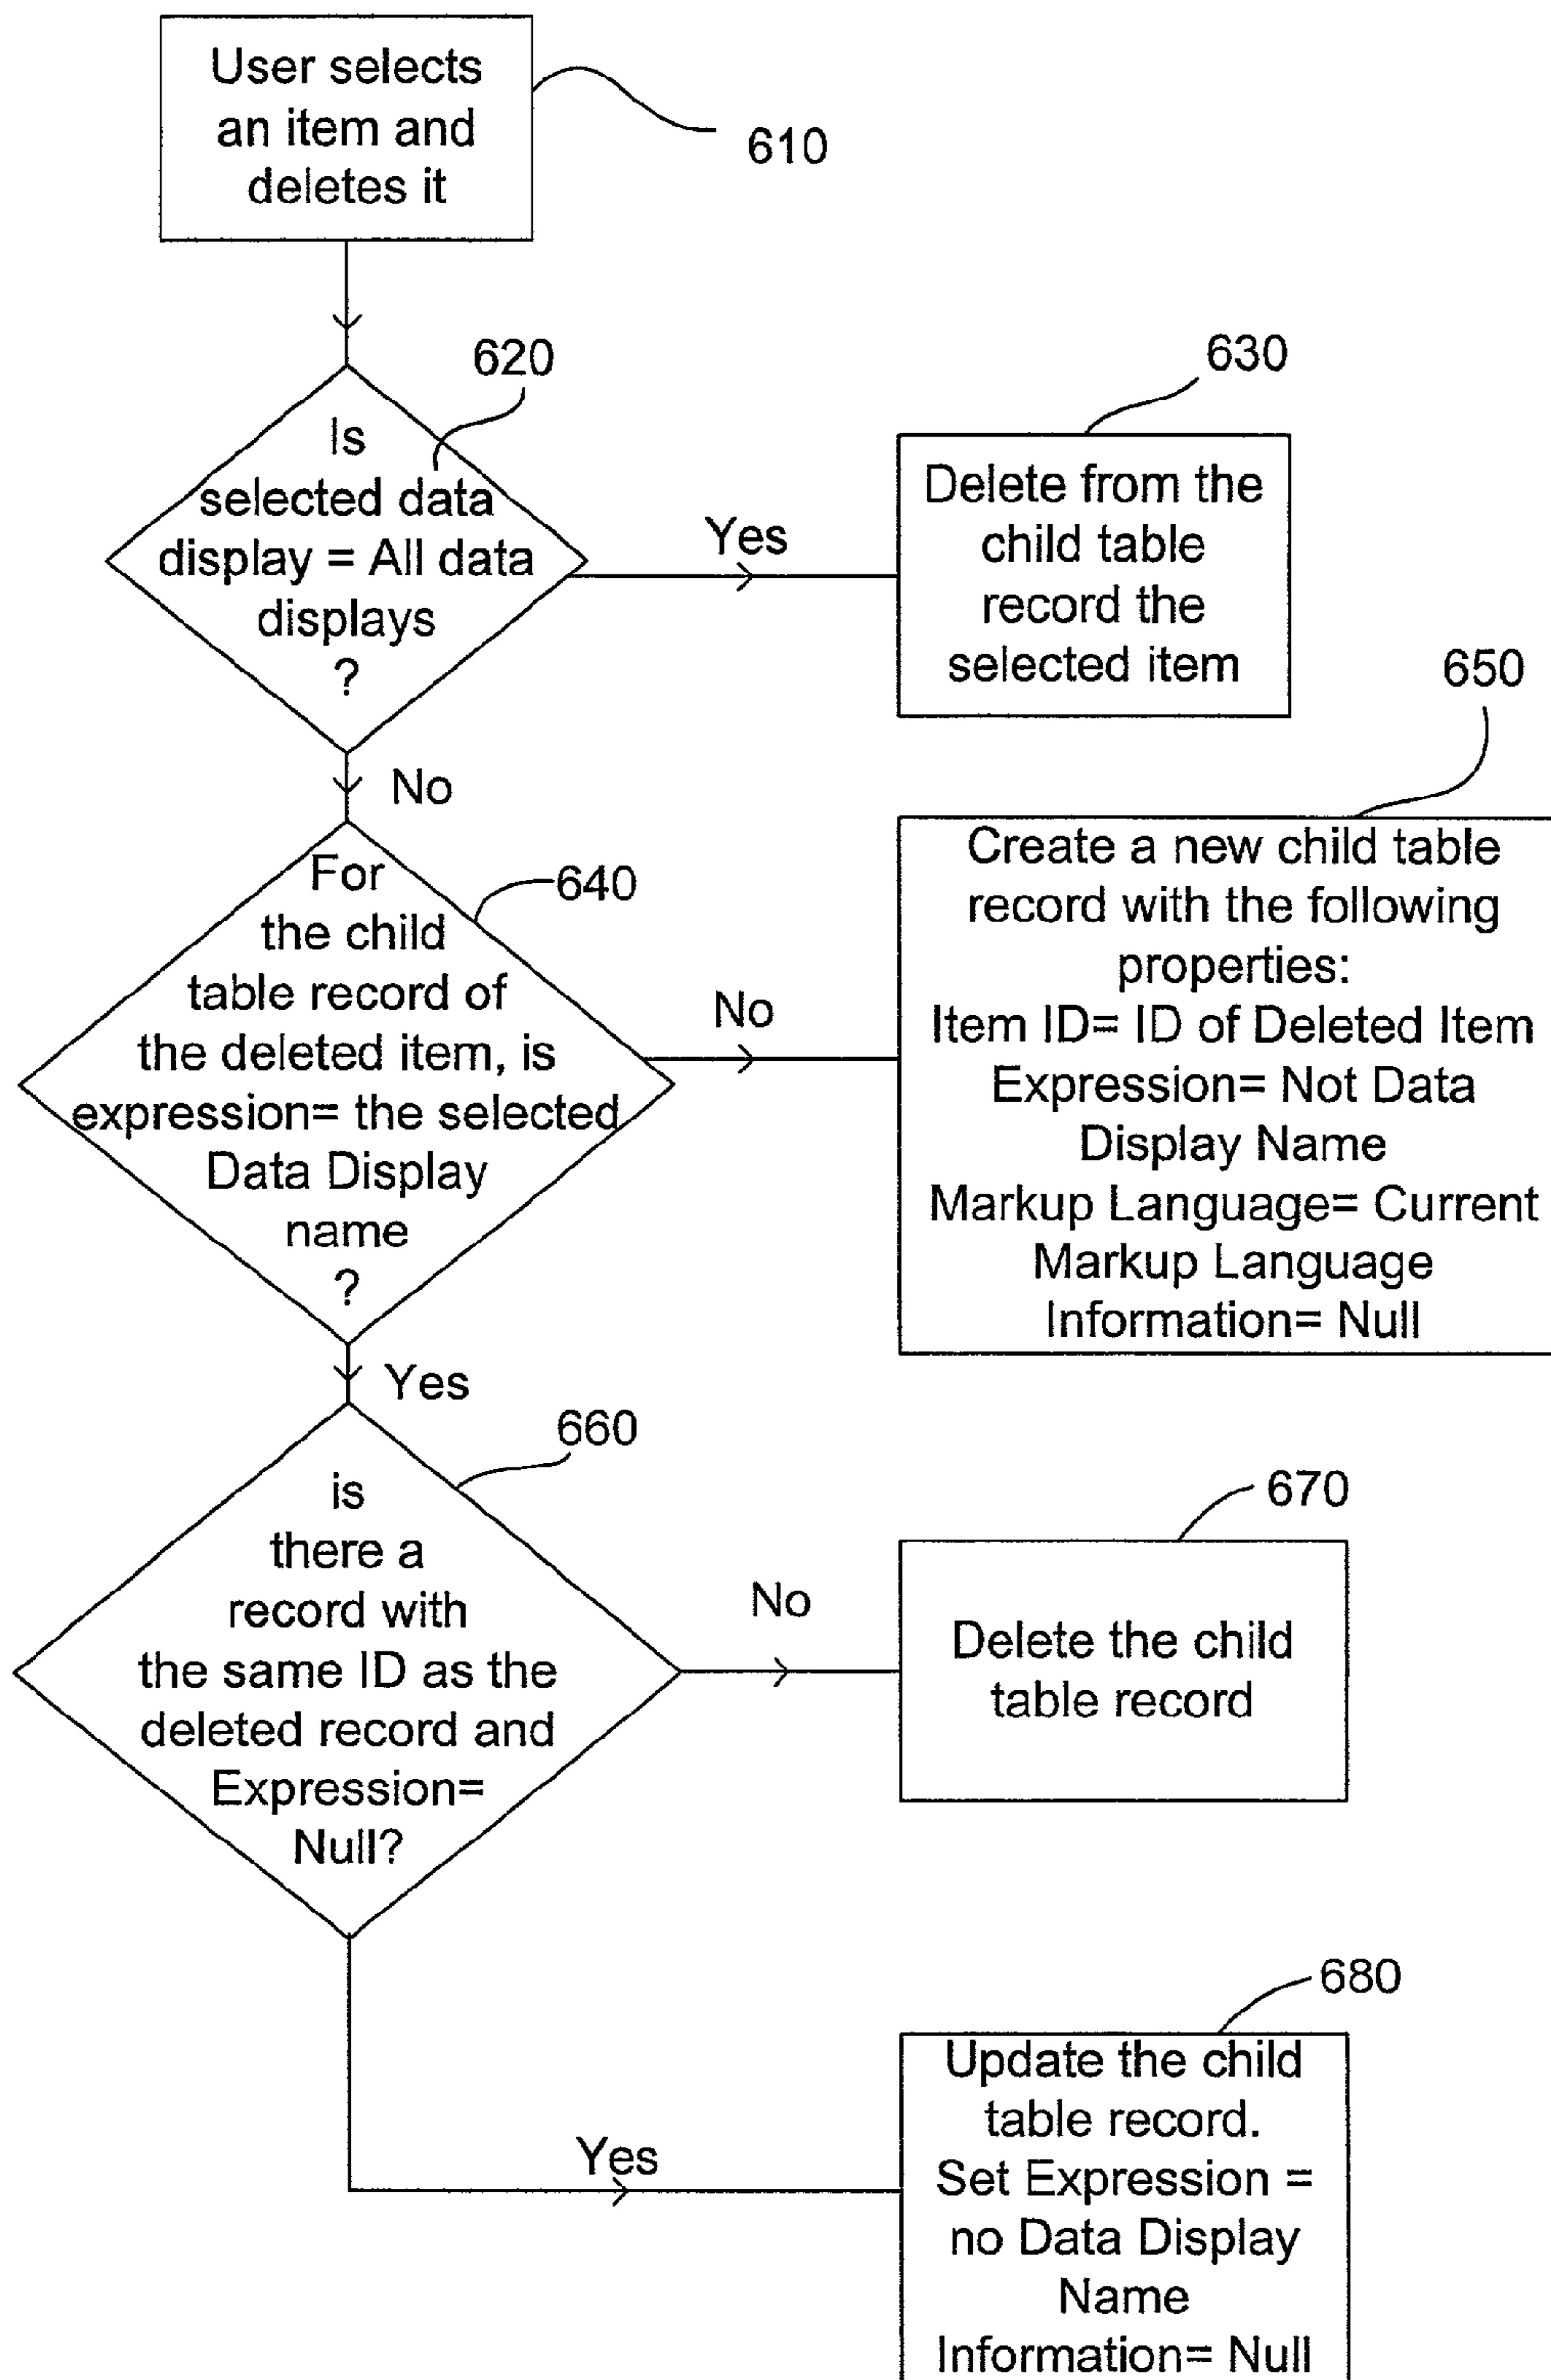 User selects
an item and
deletes it
610
620
Is
selected data
display = All data
displays
?
Yes
630
Delete from the
child table
record the
selected item
No
640
For
the child
table record of
the deleted item, is
expression= the selected
Data Display
name
?
No
650
Create a new child table
record with the following
properties:
Item ID= ID of Deleted Item
Expression= Not Data
Display Name
Markup Language= Current
Markup Language
Information= Null
Yes
660
is
there a
record with
the same ID as the
deleted record and
Expression=
Null?
No
670
Delete the child
table record
Yes
680
Update the child
table record.
Set Expression =
no Data Display
Name
Information= Null